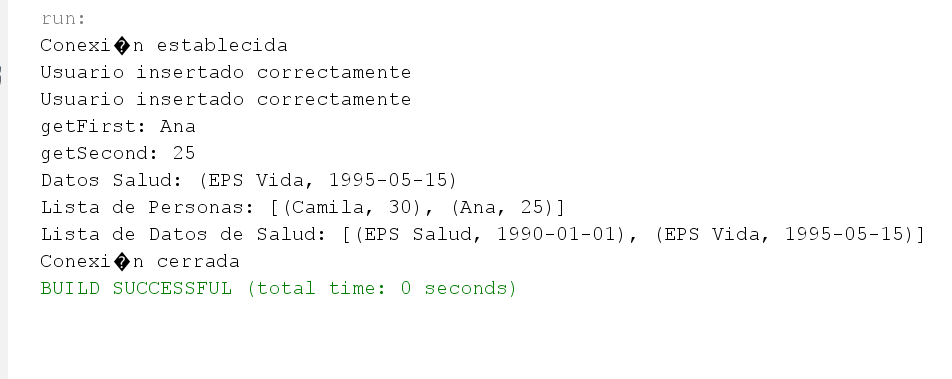 run:
Conexi�n establecida
Usuario insertado correctamente
Usuario insertado correctamente
getFirst: Ana
getSecond: 25
Datos Salud: (EPS Vida, 1995-05-15)
Lista de Personas: [(Camila, 30), (Ana, 25)]
Lista de Datos de Salud: [(EPS Salud, 1990-01-01), (EPS Vida, 1995-05-15)]
Conexi�n cerrada
BUILD SUCCESSFUL (total time: 0 seconds)